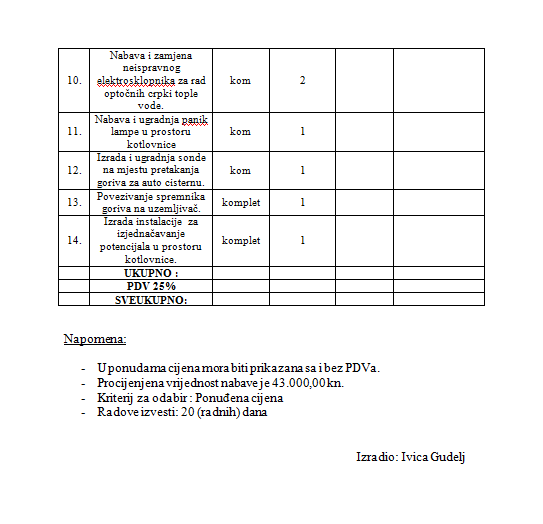 Nabava i zamjena
neispravnog
10. elektrosklopnika za rad kom 2
optočnih crpki tople
vode.
Nabava i ugradnja panik
11. lampe u prostoru kom 1
kotlovnice
Izrada i ugradnja sonde
12. na mjestu pretakanja kom 1
goriva za auto cisternu.
13. Povezivanje spremnika komplet 1
goriva na uzemljivač.
Izrada instalacije za
izjednačavanje
14. potencijala u prostoru komplet 1
kotlovnice.
UKUPNO :
PDV 25%
SVEUKUPNO:
Napomena:
- U ponudama cijena mora biti prikazana sa i bez PDVa.
- Procijenjena vrijednost nabave je 43.000,00 kn.
- Kriterij za odabir : Ponuđena cijena
- Radove izvesti: 20 (radnih) dana
Izradio: Ivica Gudelj